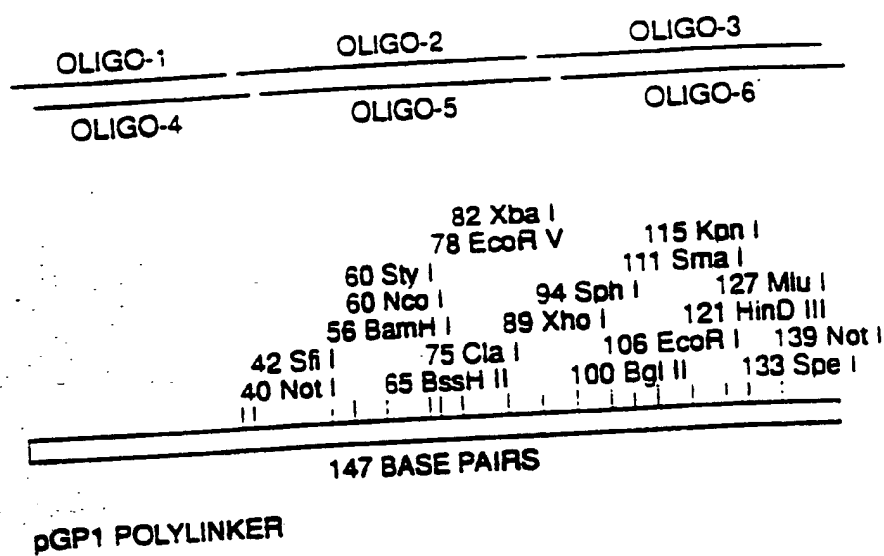 OLIGO-1 OLIGO-2 OLIGO-3
OLIGO-4 OLIGO-5 OLIGO-6
82 Xba I
78 EcoR V 115 Kpn I
60 Sty I 111 Sma I
60 Nco I 94 Sph I 127 Mlu I
56 BamH I 89 Xho I 121 HinD III
42 Sfi I 75 Cla I 106 EcoR I 139 Not I
40 Not I 65 BssH II 100 Bgl II 133 Spe I
147 BASE PAIRS
pGP1 POLYLINKER